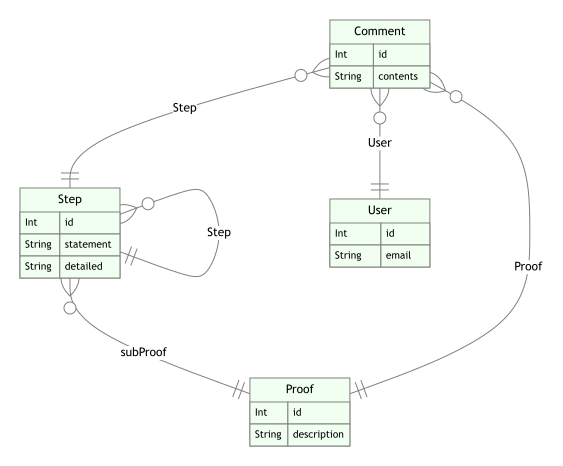 Comment
Int id
String contents
Step
User
Step
Int id
String statement
String detailed
Step
User
Int id
String email
Proof
subProof
Proof
Int id
String description